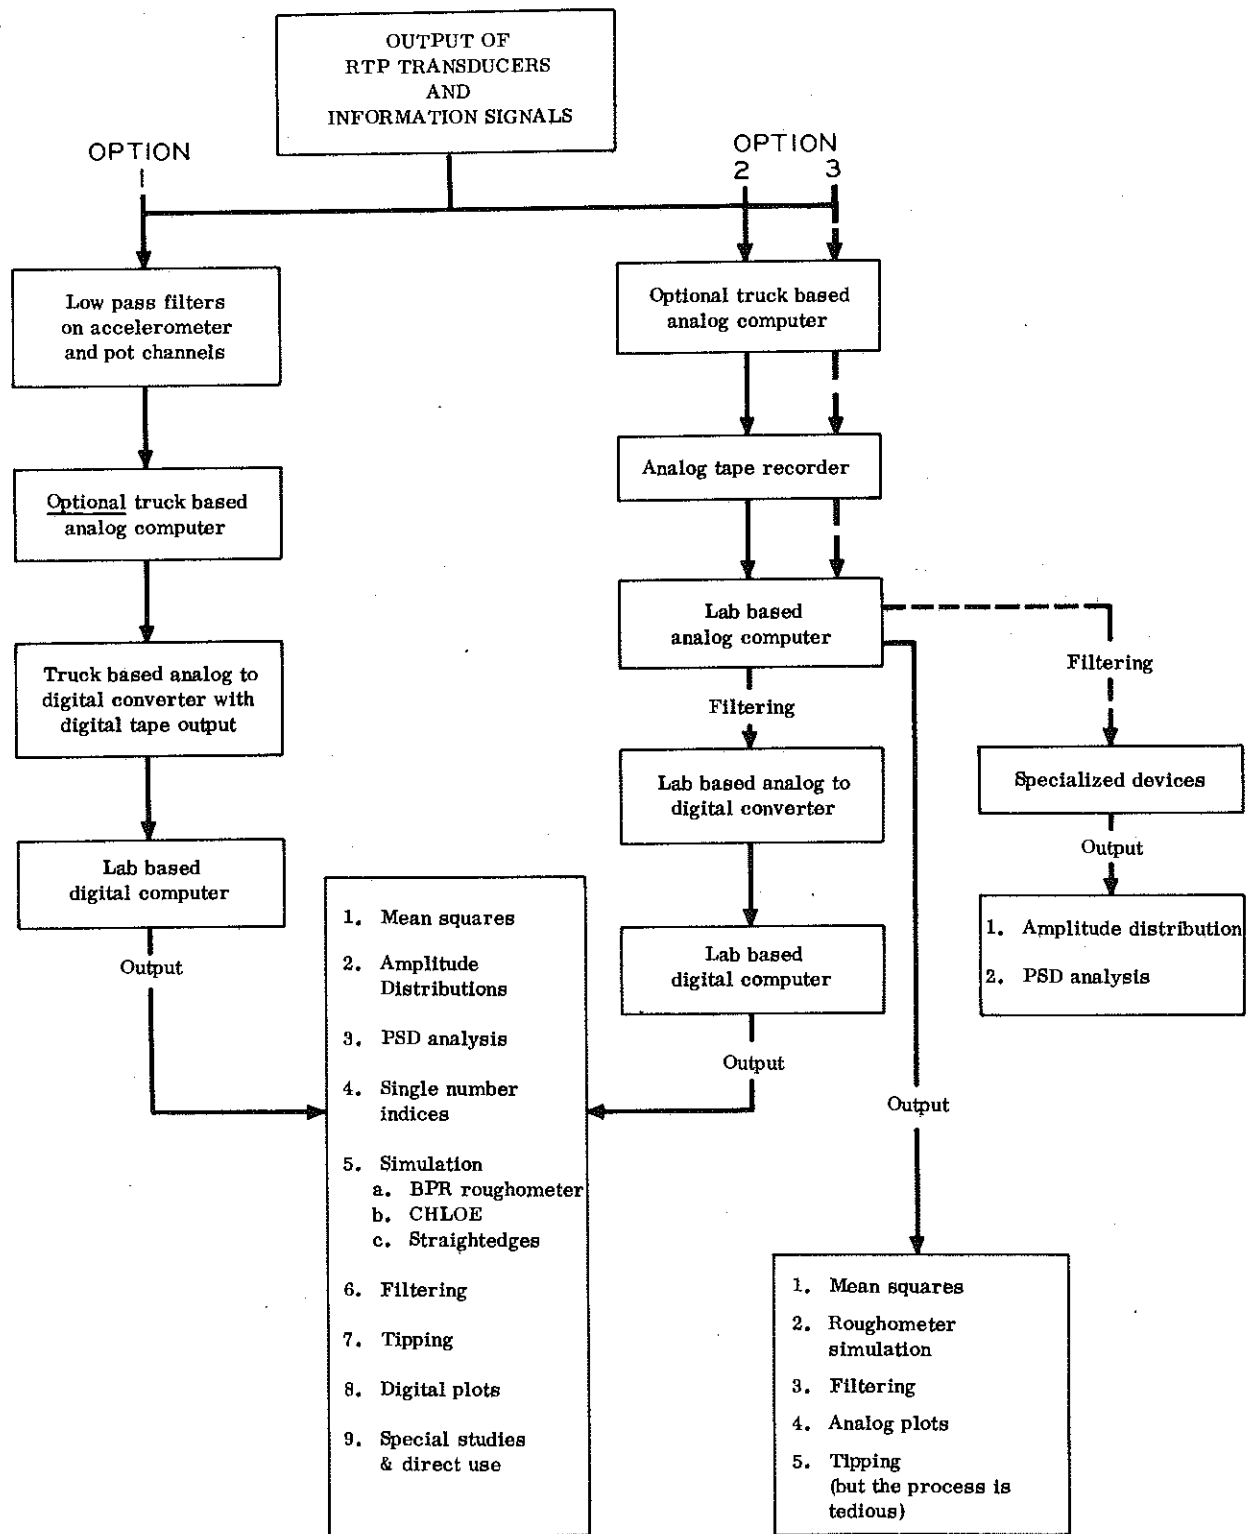 OUTPUT OF
RTP TRANSDUCERS
AND
INFORMATION SIGNALS
OPTION
1
OPTION
2 3
Low pass filters
on accelerometer
and pot channels
Optional truck based
analog computer
Truck based analog to
digital converter with
digital tape output
Lab based
digital computer
Output
Optional truck based
analog computer
Analog tape recorder
Lab based
analog computer
Filtering
Lab based analog to
digital converter
Lab based
digital computer
Output
Filtering
Specialized devices
Output
1. Amplitude distribution
2. PSD analysis
1. Mean squares
2. Amplitude
Distributions
3. PSD analysis
4. Single number
indices
5. Simulation
a. BPR roughometer
b. CHLOE
c. Straightedges
6. Filtering
7. Tipping
8. Digital plots
9. Special studies
& direct use
Output
1. Mean squares
2. Roughometer
simulation
3. Filtering
4. Analog plots
5. Tipping
(but the process is
tedious)